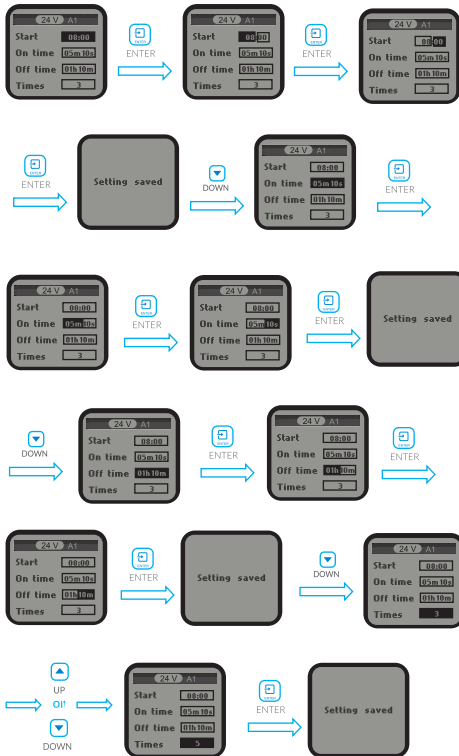 24 V A1
Start 08:00
On time 05m10s
Off time 01h10m
Times 3
ENTER
24 V A1
Start 08:00
On time 05m10s
Off time 01h10m
Times 3
ENTER
24 V A1
Start 08:00
On time 05m10s
Off time 01h10m
Times 3
ENTER
Setting saved
DOWN
24 V A1
Start 08:00
On time 05m10s
Off time 01h10m
Times 3
ENTER
24 V A1
Start 00:00
On time 05m10s
Off time 01h10m
Times 3
ENTER
24 V A1
Start 08:00
On time 05m10s
Off time 01h10m
Times 3
ENTER
Setting saved
DOWN
24 V A1
Start 08:00
On time 05m10s
Off time 01h10m
Times 3
ENTER
24 V A1
Start 08:00
On time 05m10s
Off time 01h10m
Times 3
ENTER
24 V A1
Start 08:00
On time 05m10s
Off time 01h10m
Times 3
ENTER
Setting saved
DOWN
24 V A1
Start 08:00
On time 05m10s
Off time 01h10m
Times 3
UP
DOWN
24 V A1
Start 08:00
On time 05m10s
Off time 01h10m
Times 5
ENTER
Setting saved